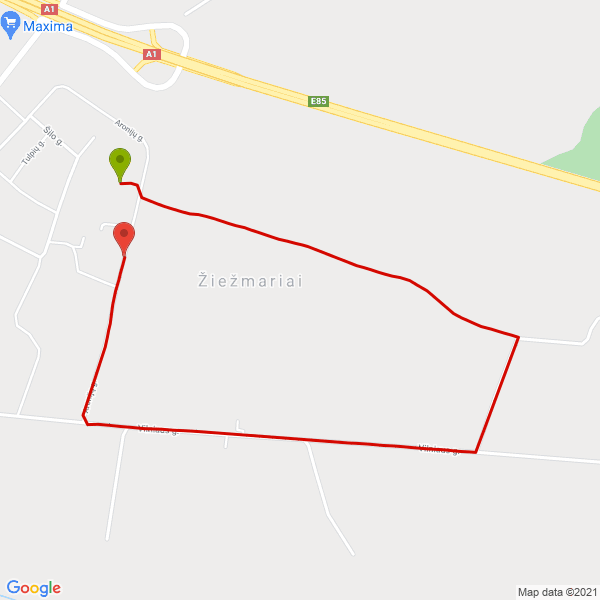 A1
Maxima
A1
E85
Aronijų g.
Šilo g.
Tulpių g.
Žiežmariai
Vilniaus g.
Vilniaus g.
Google
Map data ©2021